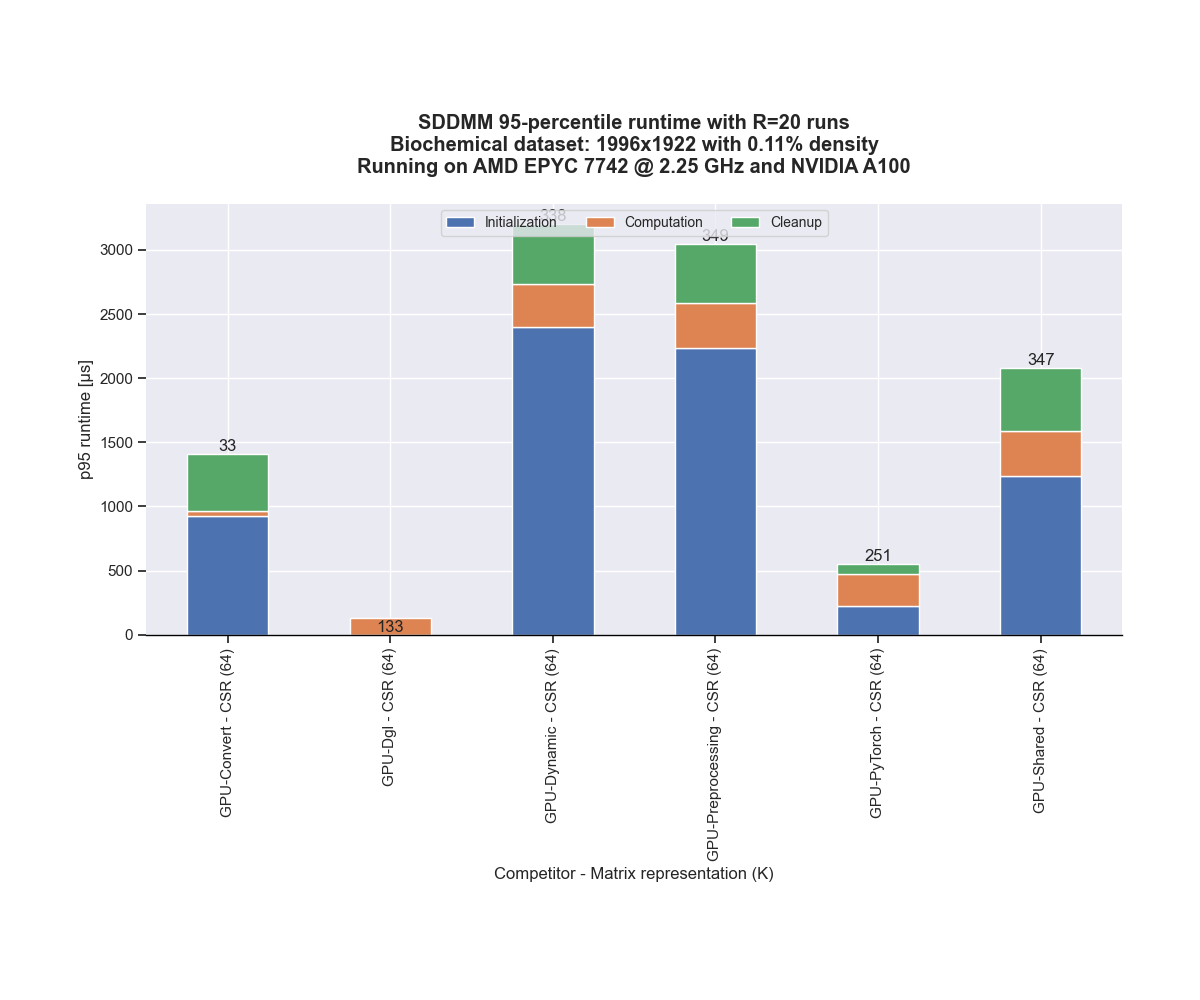 SDDMM 95-percentile runtime with R=20 runs
Biochemical dataset: 1996x1922 with 0.11% density
Running on AMD EPYC 7742 @ 2.25 GHz and NVIDIA A100
338
Initialization Computation Cleanup
349
3000
2500
2000
1500
1000
500
0
p95 runtime [µs]
33
133
251
347
GPU-Convert - CSR (64)
GPU-Dgl - CSR (64)
GPU-Dynamic - CSR (64)
GPU-Preprocessing - CSR (64)
GPU-PyTorch - CSR (64)
GPU-Shared - CSR (64)
Competitor - Matrix representation (K)